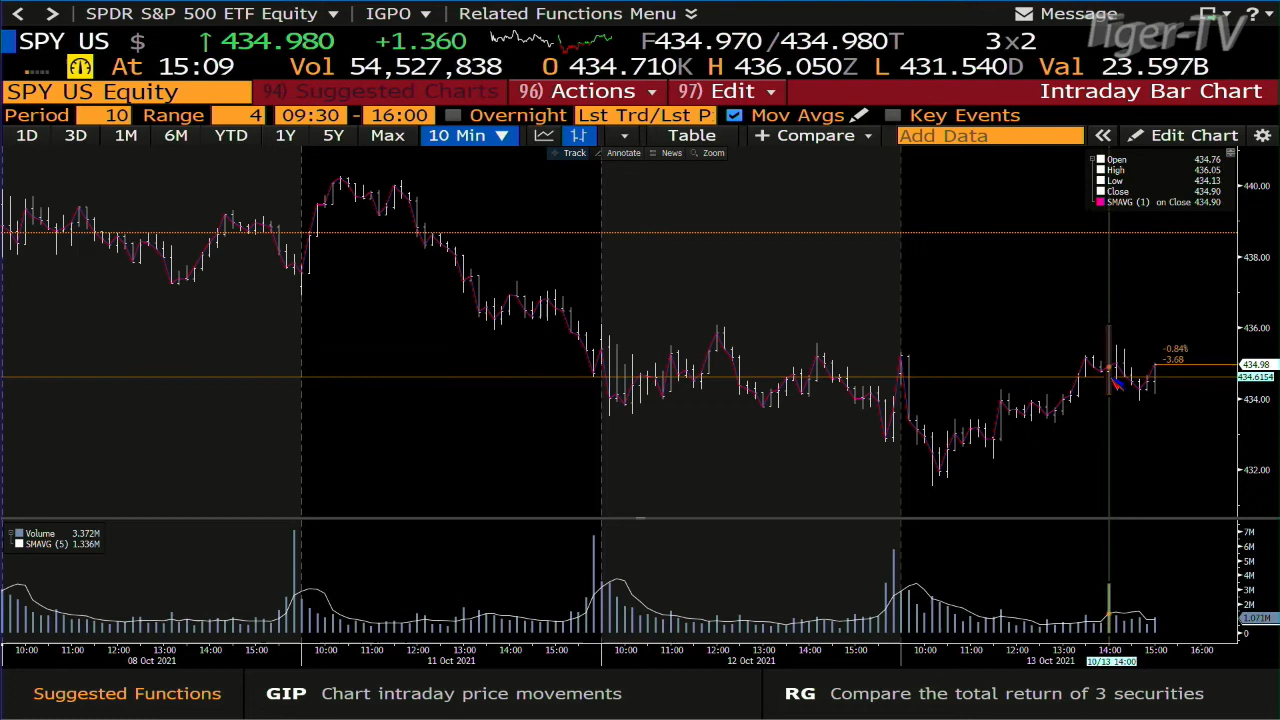 SPDR S&P 500 ETF Equity IGPO Related Functions Menu Message ?
Tiger-TV
SPY US $ ↑ 434.980 +1.360 F434.970 /434.980T 3x2
At 15:09 Vol 54,527,838 O 434.710K H 436.050Z L 431.540D Val 23.597B
SPY US Equity 94) Suggested Charts 96) Actions 97) Edit Intraday Bar Chart
Period 10 Range 4 09:30 - 16:00 Overnight Lst Trd/Lst P Mov Avgs Key Events
1D 3D 1M 6M YTD 1Y 5Y Max 10 Min ▼ Table + Compare Add Data « Edit Chart
Track Annotate News Zoom
Open 434.76
High 436.05
Low 434.13
Close 434.90
SMAVG (1) on Close 434.90
440.00
438.00
436.00
-0.84%
-3.68
434.98
434.6154
434.00
432.00
Volume 3.372M
SMAVG (5) 1.336M
7M
6M
5M
4M
3M
2M
1.071M
0
10:00 11:00 12:00 13:00 14:00 15:00 10:00 11:00 12:00 13:00 14:00 15:00 10:00 11:00 12:00 13:00 14:00 15:00 10:00 11:00 12:00 13:00 14:00 15:00 16:00
08 Oct 2021 11 Oct 2021 12 Oct 2021 13 Oct 2021 10/13 14:00
Suggested Functions GIP Chart intraday price movements RG Compare the total return of 3 securities